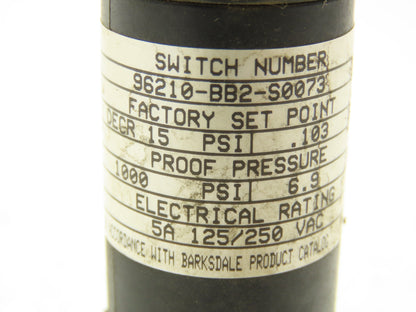 SWITCH NUMBER
96210-BB2-S0073
FACTORY SET POINT
DECR 15 PSI .103
PROOF PRESSURE
1000 PSI 6.9
ELECTRICAL RATING
5A 125/250 VAC
WITH BARKSDALE PRODUCT CATALOG